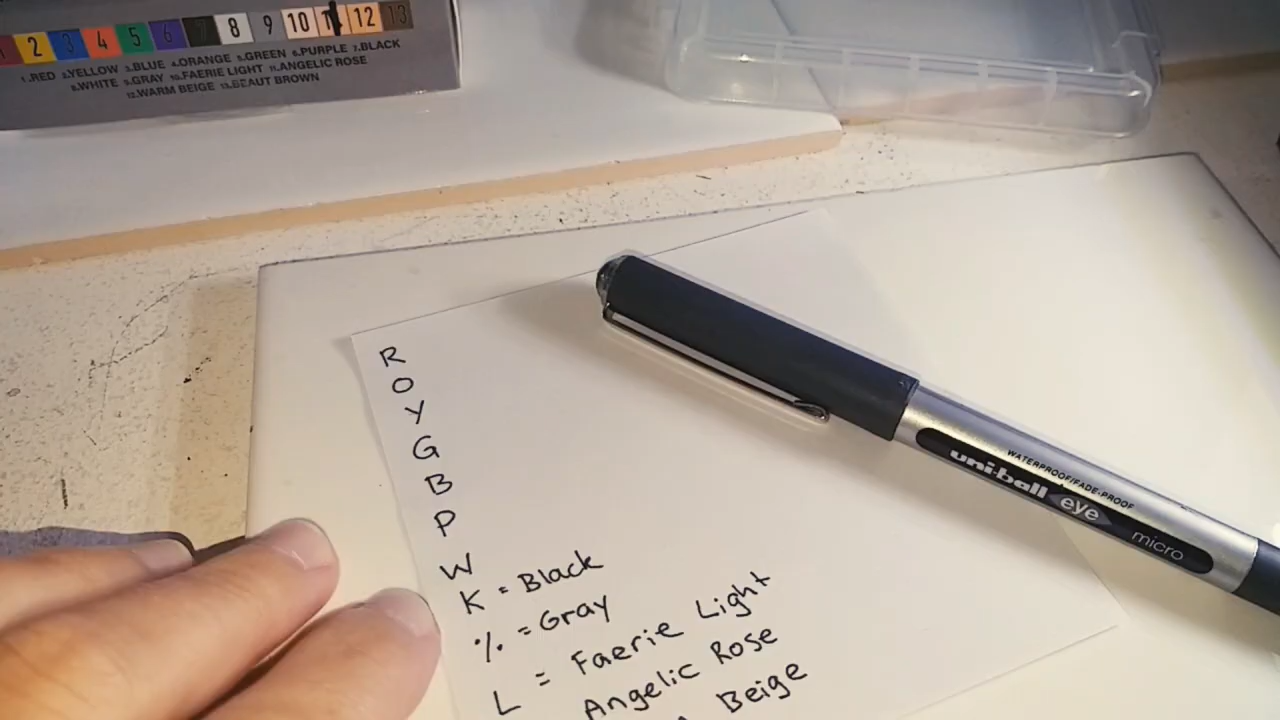 2 3 4 5 6 7 8 9 10 11 12 13
1.RED 2.YELLOW 3.BLUE 4.ORANGE 5.GREEN 6.PURPLE 7.BLACK
8.WHITE 9.GRAY 10.FAERIE LIGHT 11.ANGELIC ROSE
12.WARM BEIGE 13.BEAUT BROWN
R
O
Y
G
B
P
W
K = Black
% = Gray
L = Faerie Light
Angelic Rose
Beige
WATERPROOF/FADE-PROOF
uni-ball eye
micro